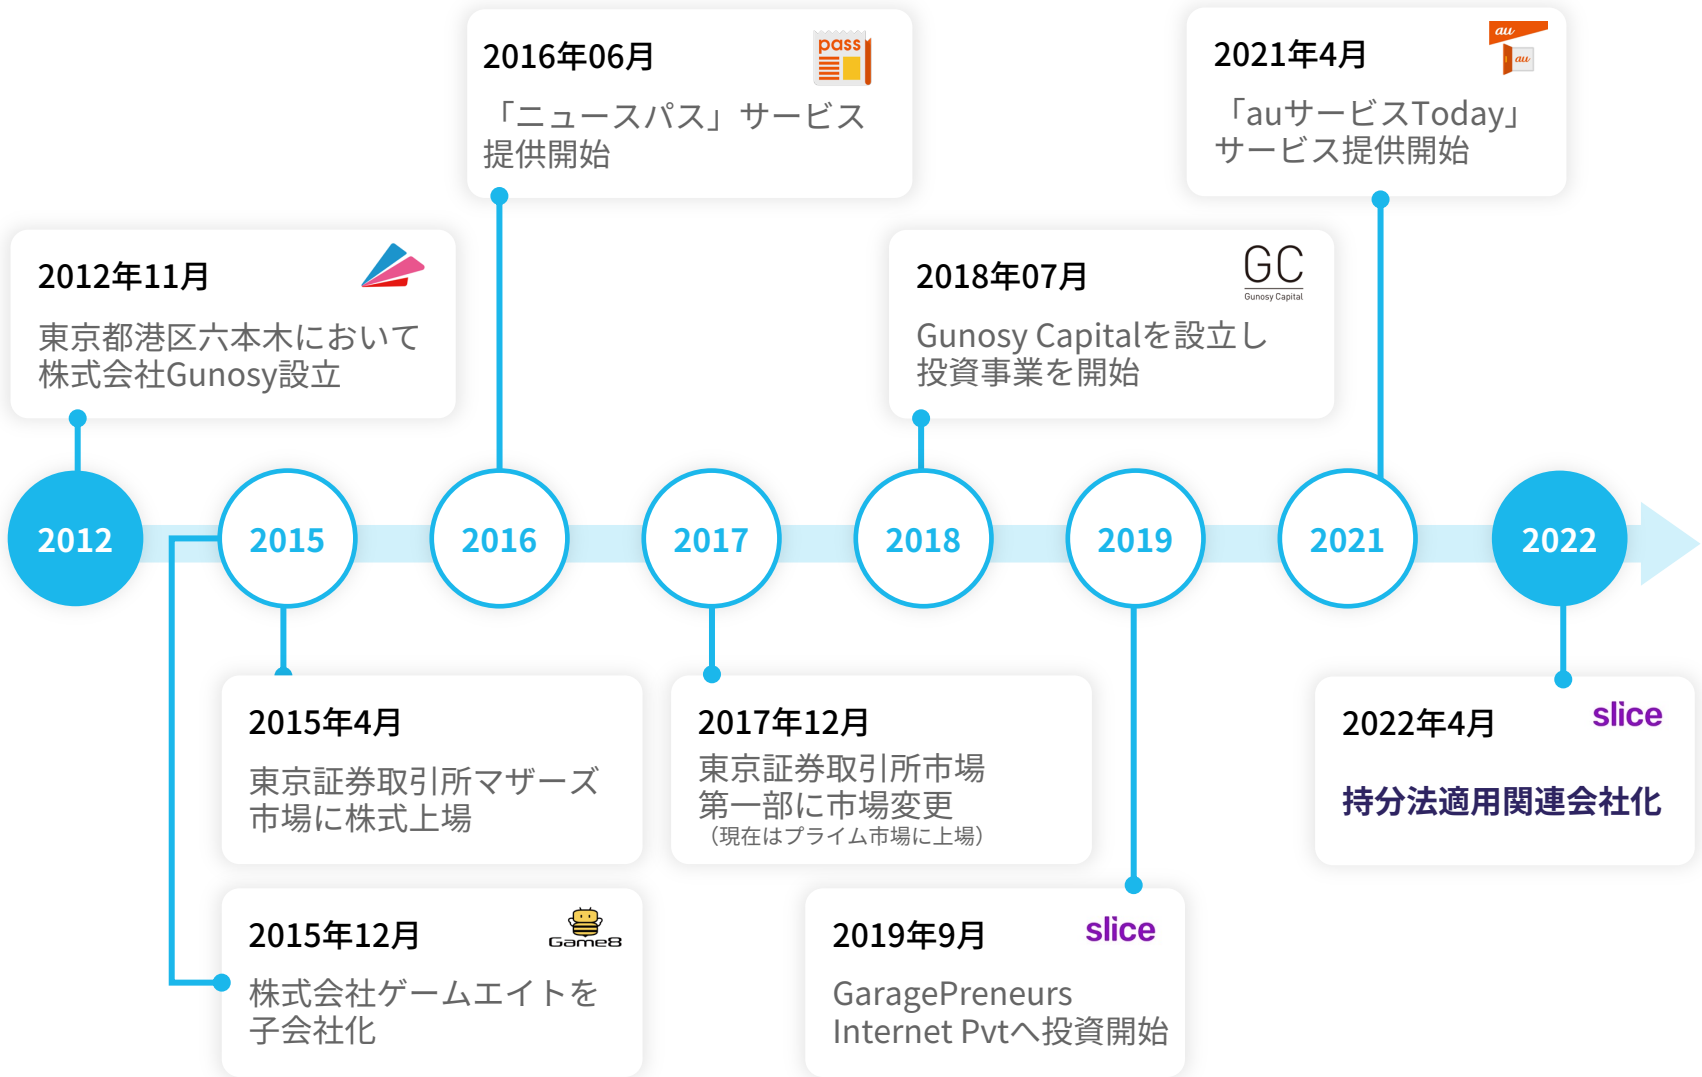 2016年06月
pass
「ニュースパス」サービス
提供開始
2021年4月
au
au
「auサービスToday」
サービス提供開始
2012年11月
東京都港区六本木において
株式会社Gunosy設立
2018年07月
GC
Gunosy Capital
Gunosy Capitalを設立し
投資事業を開始
2012
2015
2016
2017
2018
2019
2021
2022
2015年4月
東京証券取引所マザーズ
市場に株式上場
2017年12月
東京証券取引所市場
第一部に市場変更
（現在はプライム市場に上場）
2022年4月
slice
持分法適用関連会社化
2015年12月
Game8
株式会社ゲームエイトを
子会社化
2019年9月
slice
GaragePreneurs
Internet Pvtへ投資開始